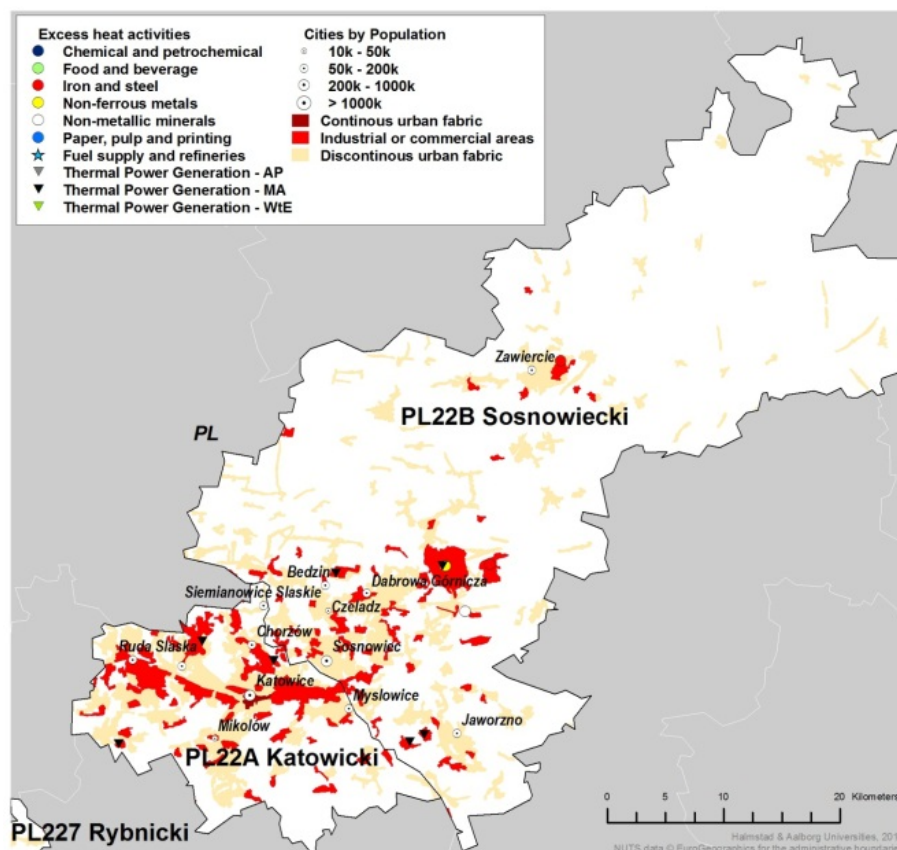 Excess heat activities
Chemical and petrochemical
Food and beverage
Iron and steel
Non-ferrous metals
Non-metallic minerals
Paper, pulp and printing
Fuel supply and refineries
Thermal Power Generation - AP
Thermal Power Generation - MA
Thermal Power Generation - WtE
Cities by Population
10k - 50k
50k - 200k
200k - 1000k
> 1000k
Continous urban fabric
Industrial or commercial areas
Discontinous urban fabric
Zawiercie
PL22B Sosnowiecki
PL
Bedzin
Dabrowa Górnicza
Siemianowice Slaskie
Czeladz
Chorzów
Ruda Slaska
Sosnowiec
Katowice
Myslowice
Mikolów
Jaworzno
PL22A Katowicki
PL227 Rybnicki
0 5 10 20 Kilometers
Halmstad & Aalborg Universities, 201
NUTS data © EuroGeographics for the administrative boundarie